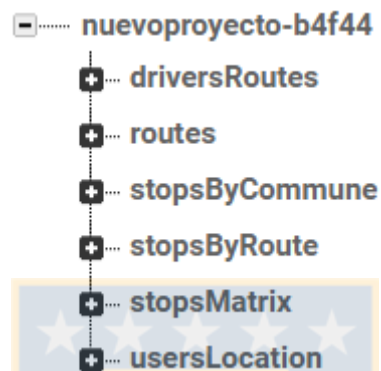 nuevoproyecto-b4f44
driversRoutes
routes
stopsByCommune
stopsByRoute
stopsMatrix
usersLocation